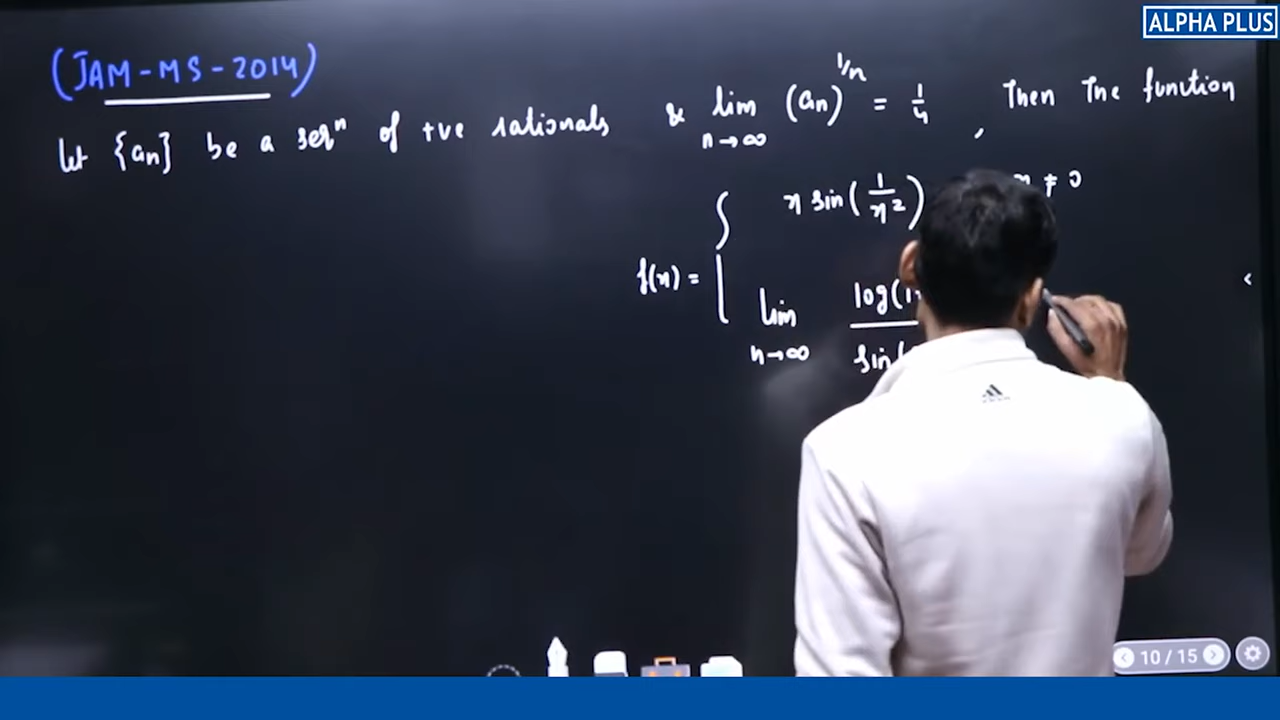 ALPHA PLUS
(JAM-MS-2014)
Let {an} be a seqⁿ of +ve rationals & lim n→∞ (an)^1/n = 1/4 , Then The function
f(x) = { x sin(1/x²) ≠ 0
lim n→∞ log(1 / sin(
10 / 15